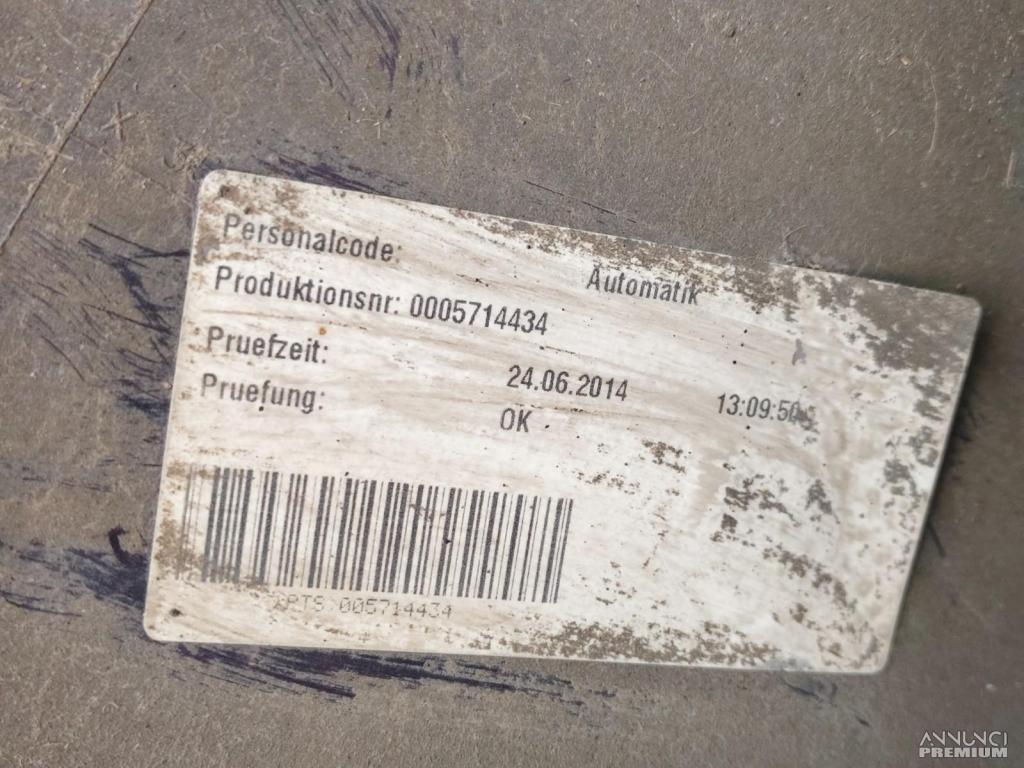 Personalcode: Automatik
Produktionsnr: 0005714434
Pruefzeit: 24.06.2014 13:09:50
Pruefung: OK
005714434
ANNUNCI
PREMIUM